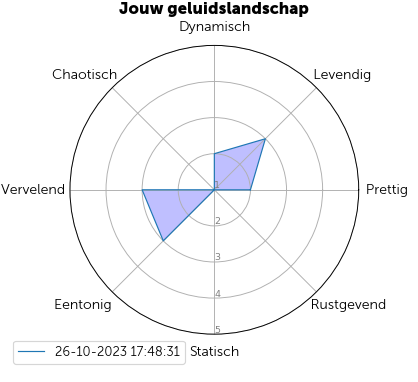 Jouw geluidslandschap
Dynamisch
Chaotisch
Levendig
Vervelend
1
Prettig
2
3
Eentonig
4
Rustgevend
5
26-10-2023 17:48:31
Statisch